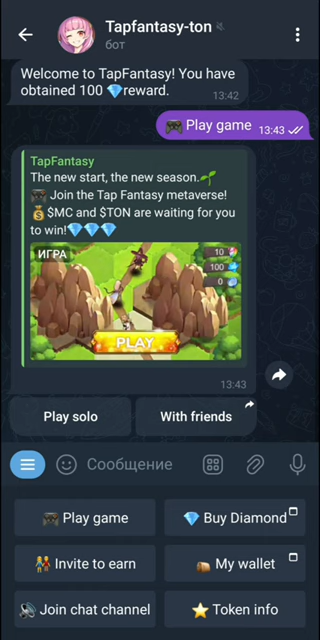 Tapfantasy-ton
бот
Welcome to TapFantasy! You have
obtained 100 💎reward.
13:42
🎮 Play game 13:43
TapFantasy
The new start, the new season.🌱
🎮 Join the Tap Fantasy metaverse!
💰$MC and $TON are waiting for you
to win!💎💎💎
ИГРА
10
100
0
PLAY
13:43
Play solo
With friends
Сообщение
🎮 Play game
💎 Buy Diamond
👬 Invite to earn
👝 My wallet
🔊 Join chat channel
⭐ Token info